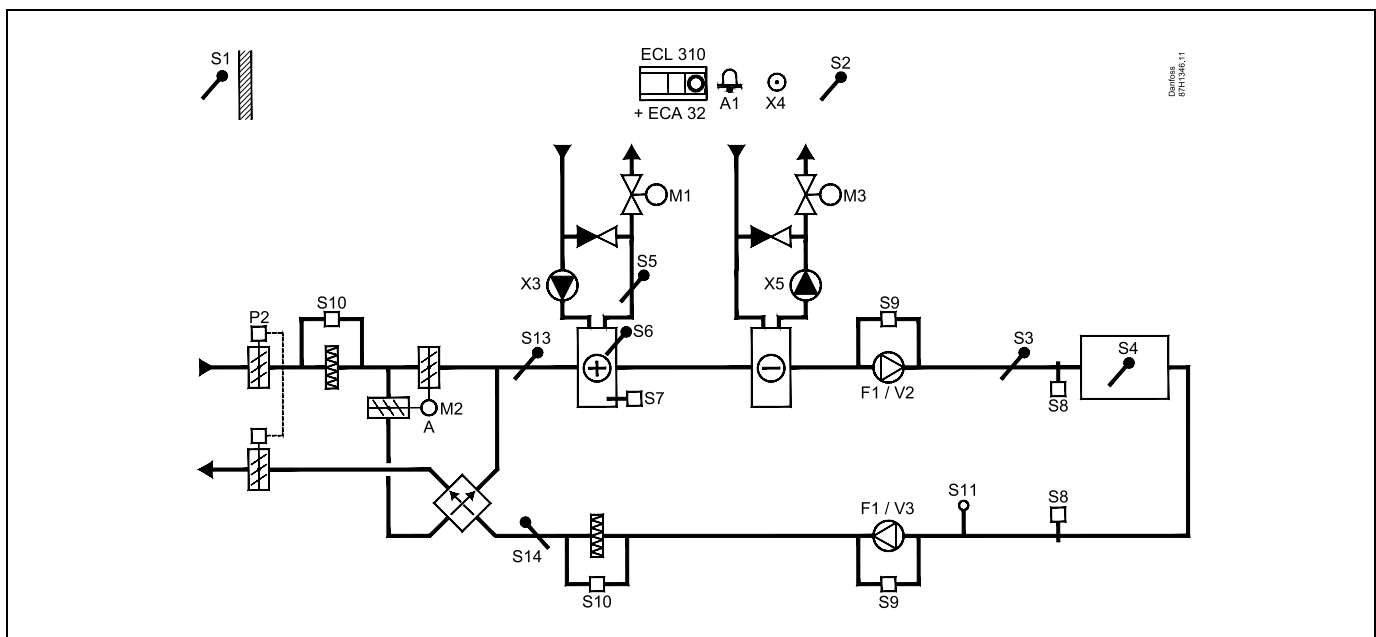 S1
ECL 310
+ ECA 32
A1
X4
S2
Danfoss
87H1346.11
M1
M3
X3
S5
X5
P2
S10
S13
S6
S9
S3
S4
S7
F1 / V2
S8
M2
A
S11
S8
F1 / V3
S14
S10
S9